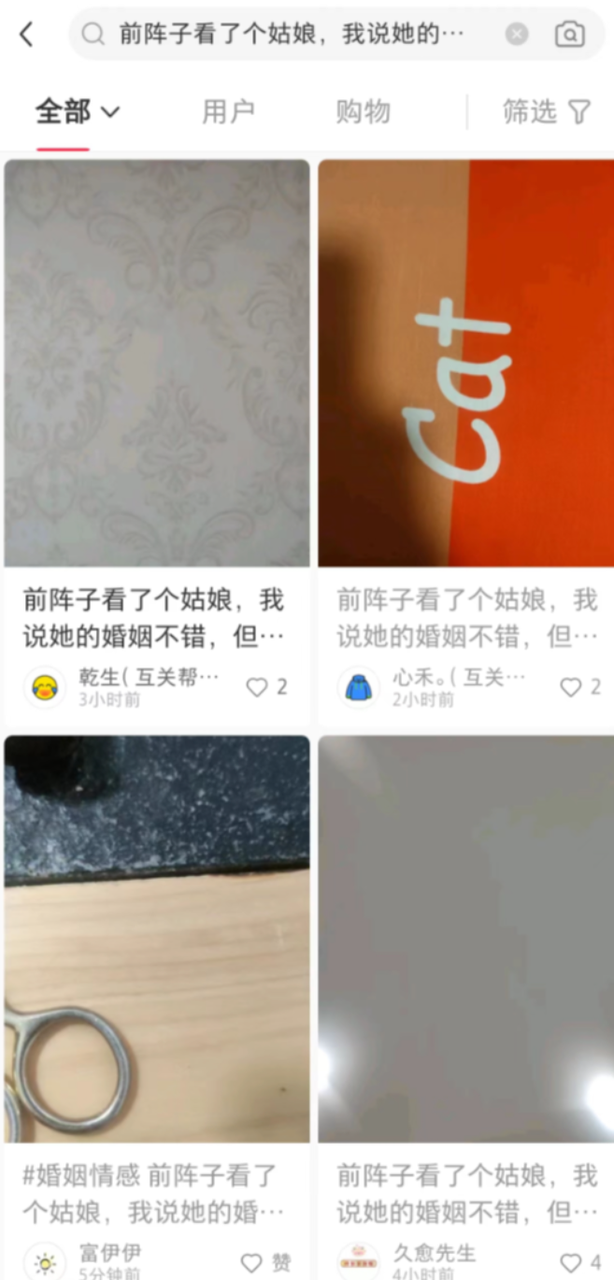 前阵子看了个姑娘，我说她的···
全部
用户
购物
筛选
Cat
前阵子看了个姑娘，我
说她的婚姻不错，但···
乾生( 互关帮···
3小时前
2
前阵子看了个姑娘，我
说她的婚姻不错，但···
心禾。( 互关···
2小时前
2
#婚姻情感 前阵子看了
个姑娘，我说她的婚···
富伊伊
5分钟前
赞
前阵子看了个姑娘，我
说她的婚姻不错，但···
久愈先生
4小时前
4